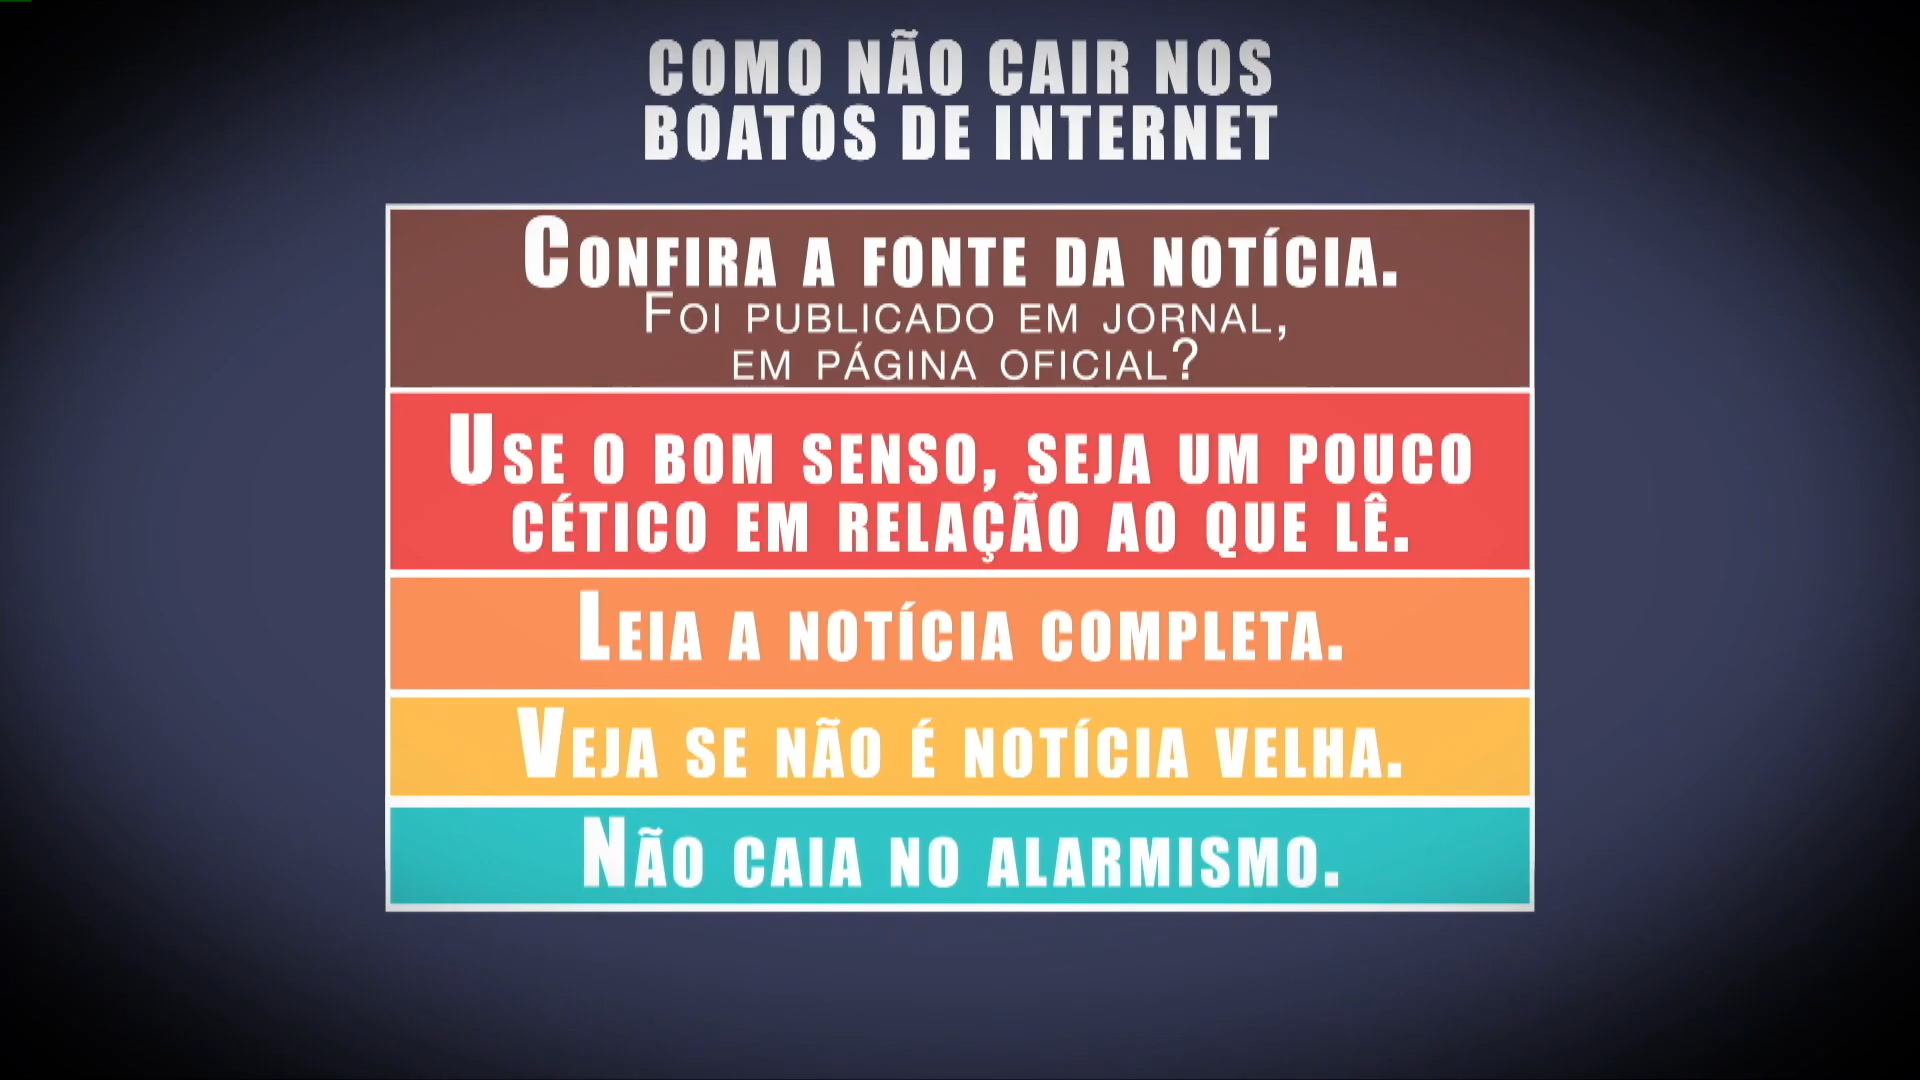 COMO NÃO CAIR NOS
BOATOS DE INTERNET
CONFIRA A FONTE DA NOTÍCIA.
FOI PUBLICADO EM JORNAL,
EM PÁGINA OFICIAL?
USE O BOM SENSO, SEJA UM POUCO
CÉTICO EM RELAÇÃO AO QUE LÊ.
LEIA A NOTÍCIA COMPLETA.
VEJA SE NÃO É NOTÍCIA VELHA.
NÃO CAIA NO ALARMISMO.